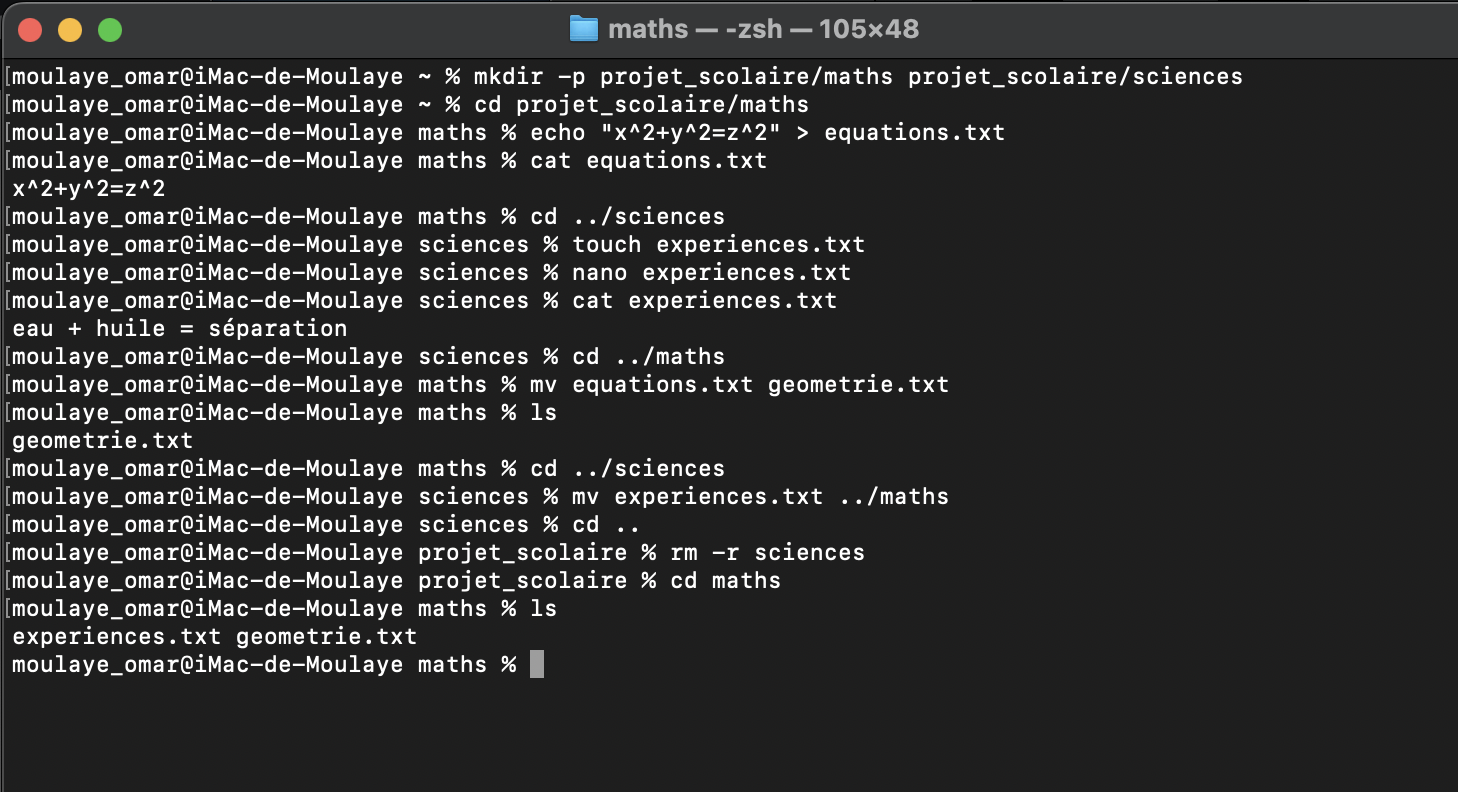 maths — -zsh — 105×48
[moulaye_omar@iMac-de-Moulaye ~ % mkdir -p projet_scolaire/maths projet_scolaire/sciences
[moulaye_omar@iMac-de-Moulaye ~ % cd projet_scolaire/maths
[moulaye_omar@iMac-de-Moulaye maths % echo "x^2+y^2=z^2" > equations.txt
[moulaye_omar@iMac-de-Moulaye maths % cat equations.txt
x^2+y^2=z^2
[moulaye_omar@iMac-de-Moulaye maths % cd ../sciences
[moulaye_omar@iMac-de-Moulaye sciences % touch experiences.txt
[moulaye_omar@iMac-de-Moulaye sciences % nano experiences.txt
[moulaye_omar@iMac-de-Moulaye sciences % cat experiences.txt
eau + huile = séparation
[moulaye_omar@iMac-de-Moulaye sciences % cd ../maths
[moulaye_omar@iMac-de-Moulaye maths % mv equations.txt geometrie.txt
[moulaye_omar@iMac-de-Moulaye maths % ls
geometrie.txt
[moulaye_omar@iMac-de-Moulaye maths % cd ../sciences
[moulaye_omar@iMac-de-Moulaye sciences % mv experiences.txt ../maths
[moulaye_omar@iMac-de-Moulaye sciences % cd ..
[moulaye_omar@iMac-de-Moulaye projet_scolaire % rm -r sciences
[moulaye_omar@iMac-de-Moulaye projet_scolaire % cd maths
[moulaye_omar@iMac-de-Moulaye maths % ls
experiences.txt geometrie.txt
moulaye_omar@iMac-de-Moulaye maths %